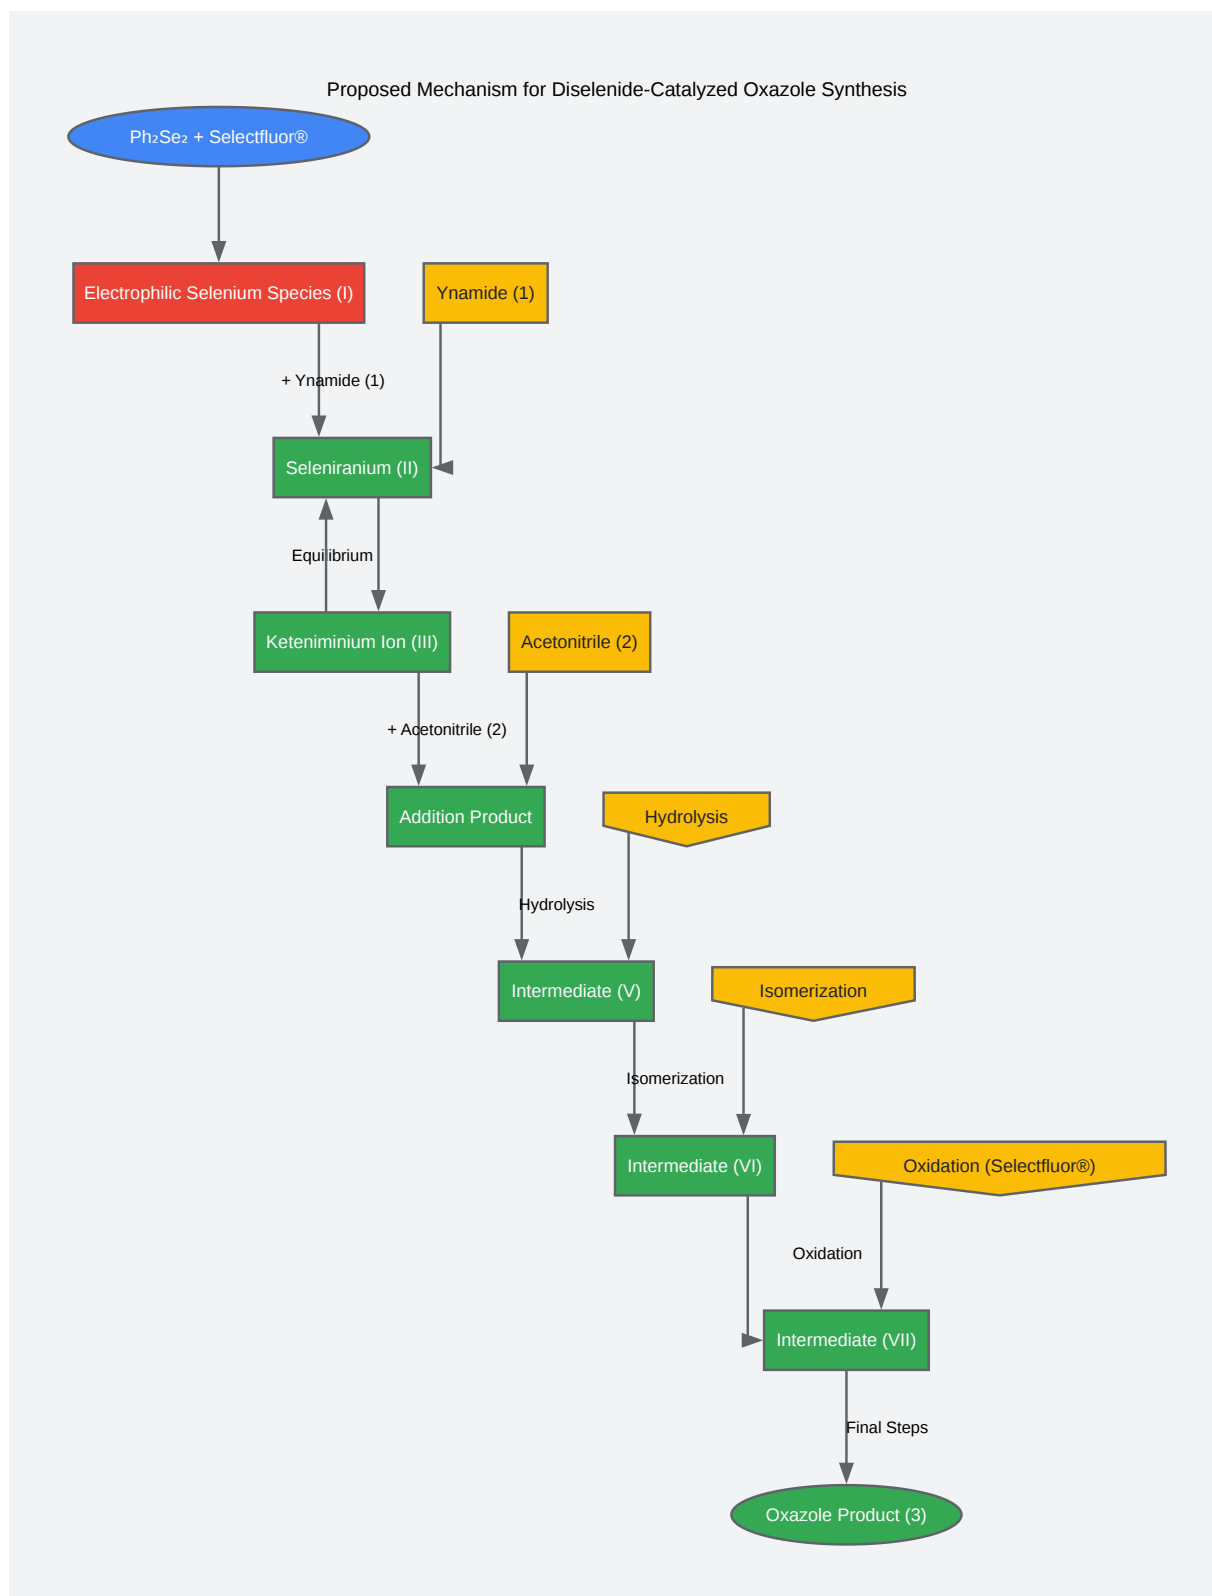 Proposed Mechanism for Diselenide-Catalyzed Oxazole Synthesis
Ph₂Se₂ + Selectfluor®
Electrophilic Selenium Species (I)
Ynamide (1)
+ Ynamide (1)
Seleniranium (II)
Equilibrium
Keteniminium Ion (III)
Acetonitrile (2)
+ Acetonitrile (2)
Addition Product
Hydrolysis
Hydrolysis
Intermediate (V)
Isomerization
Isomerization
Intermediate (VI)
Oxidation (Selectfluor®)
Oxidation
Intermediate (VII)
Final Steps
Oxazole Product (3)